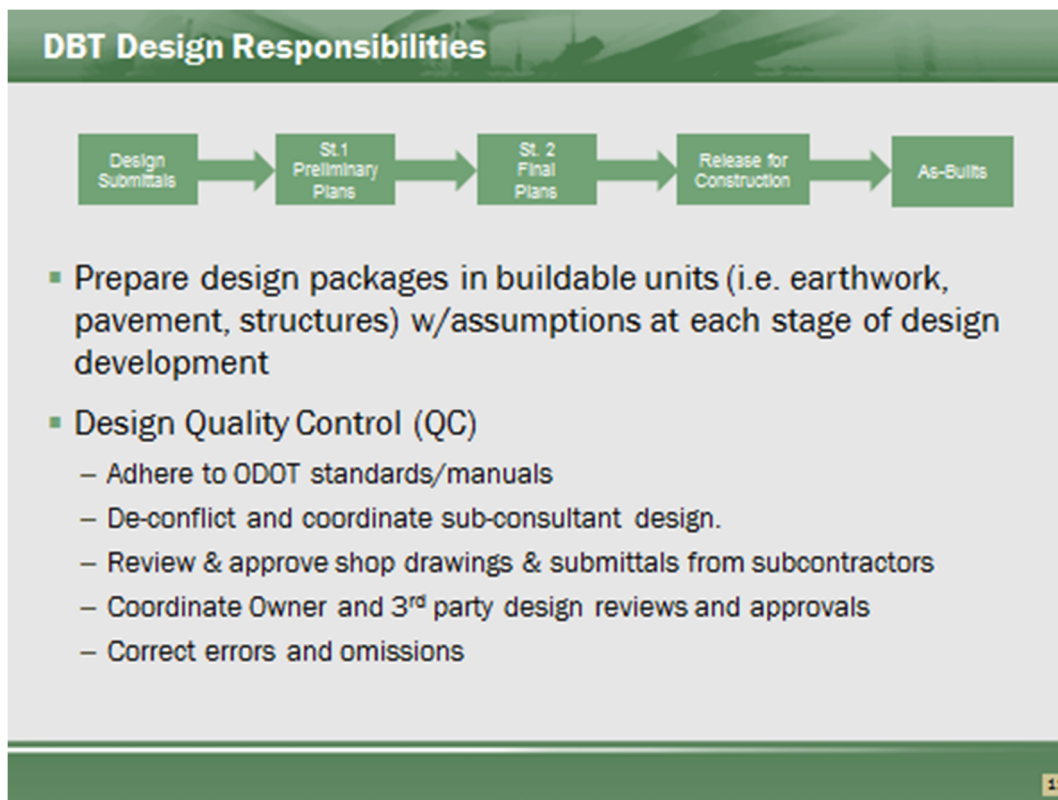 DBT Design Responsibilities
Design
Submittals
St.1
Preliminary
Plans
St. 2
Final
Plans
Release for
Construction
As-Builts
▪ Prepare design packages in buildable units (i.e. earthwork,
pavement, structures) w/assumptions at each stage of design
development
▪ Design Quality Control (QC)
– Adhere to ODOT standards/manuals
– De-conflict and coordinate sub-consultant design.
– Review & approve shop drawings & submittals from subcontractors
– Coordinate Owner and 3rd party design reviews and approvals
– Correct errors and omissions